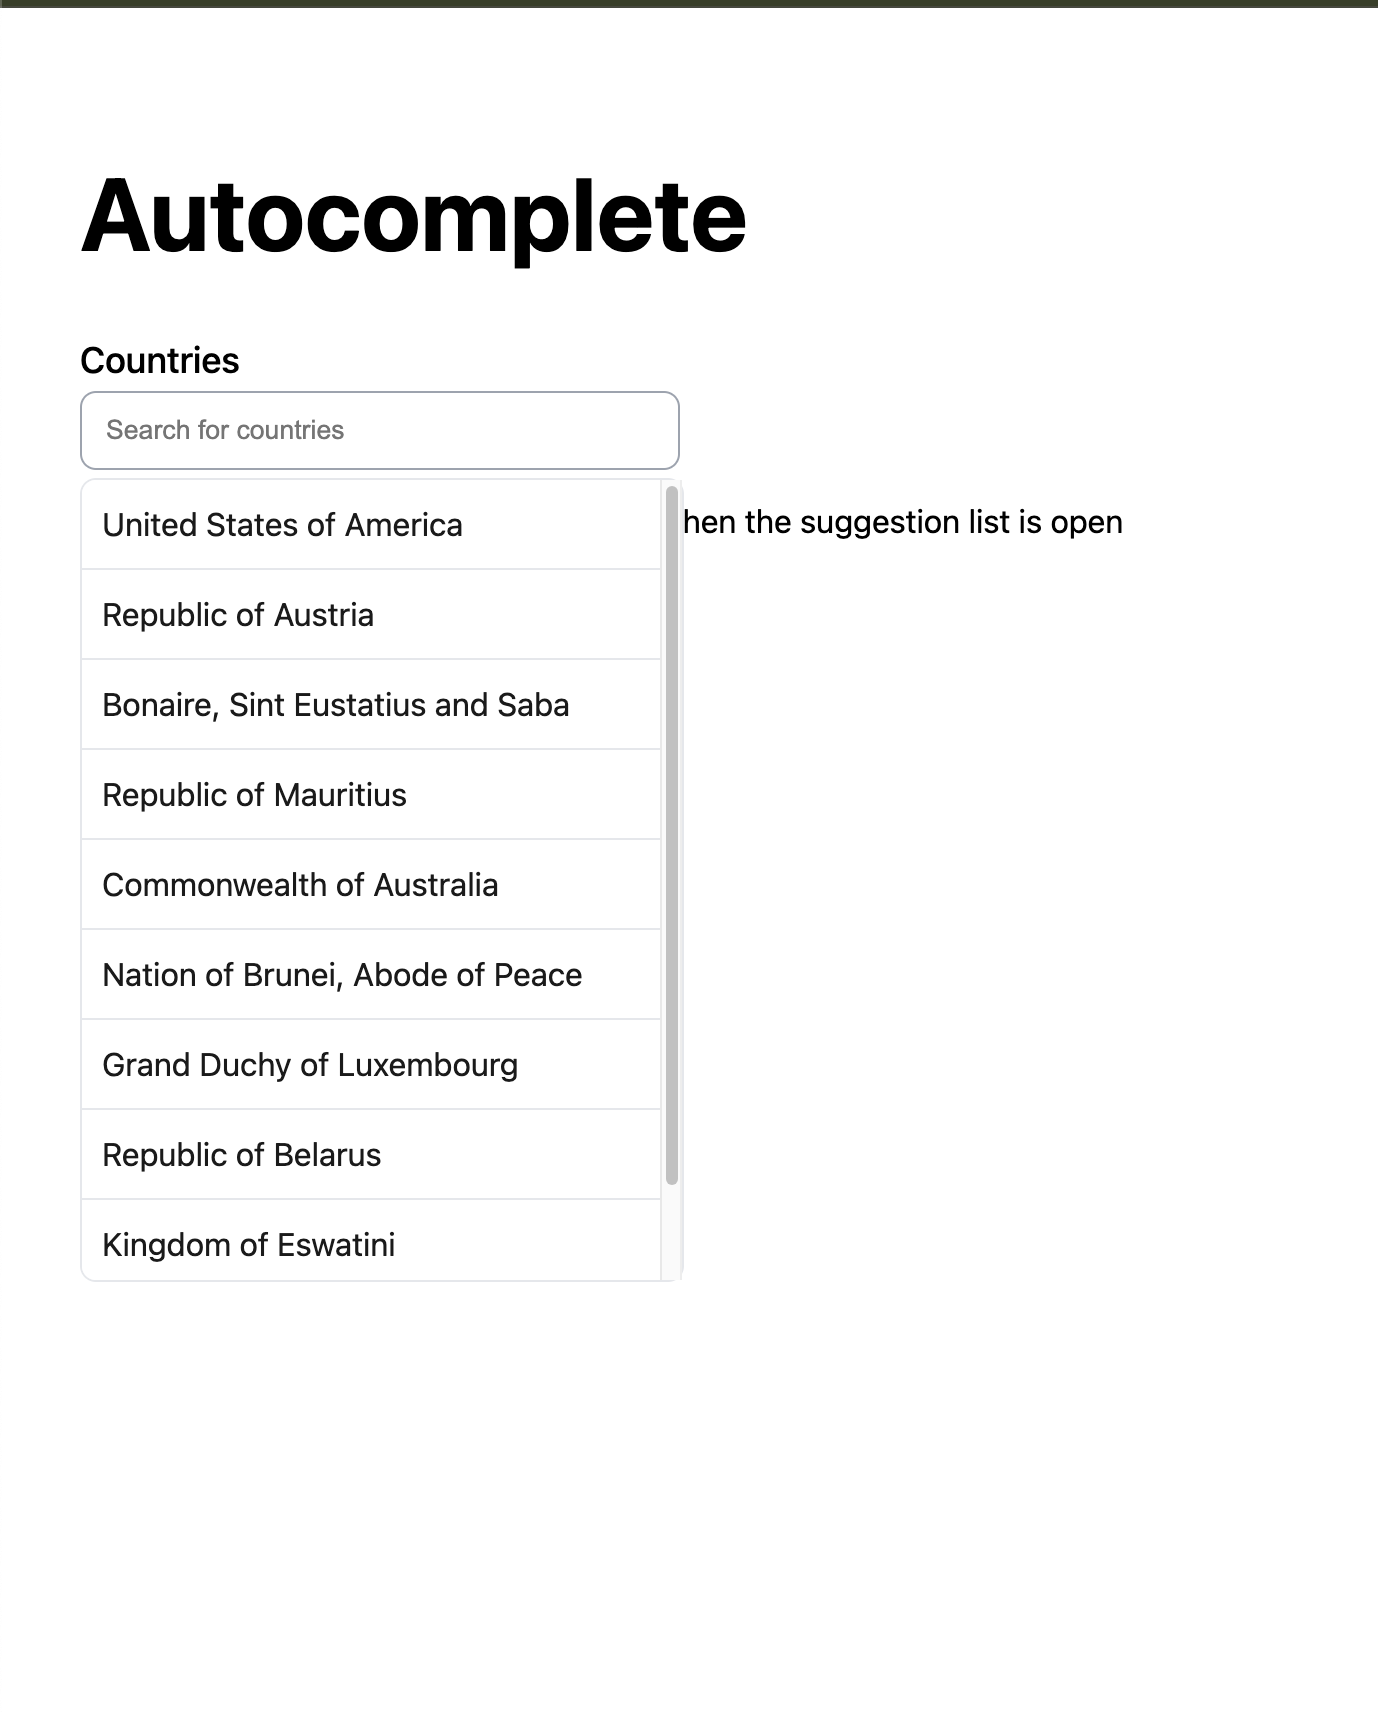 Autocomplete
Countries
Search for countries
United States of America
hen the suggestion list is open
Republic of Austria
Bonaire, Sint Eustatius and Saba
Republic of Mauritius
Commonwealth of Australia
Nation of Brunei, Abode of Peace
Grand Duchy of Luxembourg
Republic of Belarus
Kingdom of Eswatini